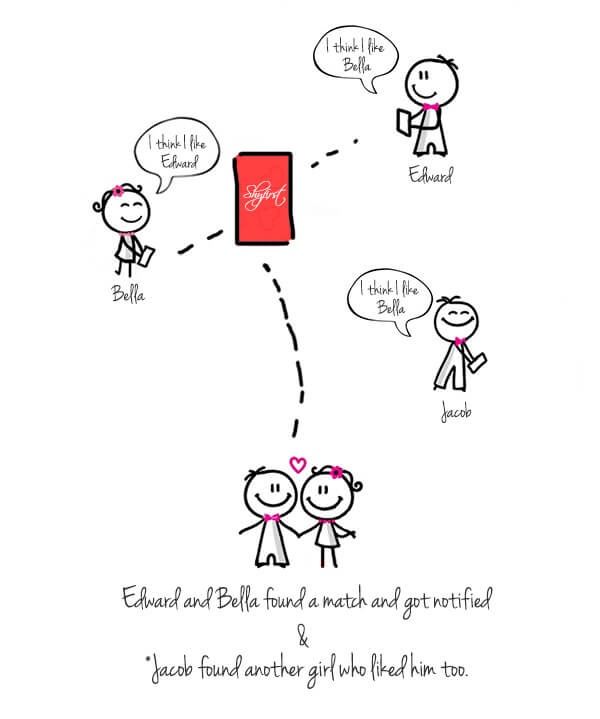 I think I like
Bella
Edward
I think I like
Edward
Shyfirst
Bella
I think I like
Bella
Jacob
Edward and Bella found a match and got notified
&
*Jacob found another girl who liked him too.